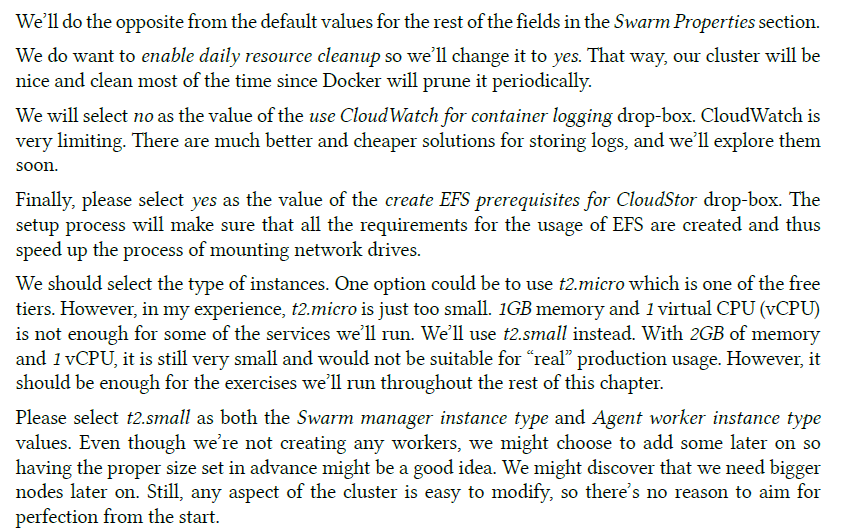 We’ll do the opposite from the default values for the rest of the fields in the Swarm Properties section.
We do want to enable daily resource cleanup so we’ll change it to yes. That way, our cluster will be
nice and clean most of the time since Docker will prune it periodically.
We will select no as the value of the use CloudWatch for container logging drop-box. CloudWatch is
very limiting. There are much better and cheaper solutions for storing logs, and we’ll explore them
soon.
Finally, please select yes as the value of the create EFS prerequisites for CloudStor drop-box. The
setup process will make sure that all the requirements for the usage of EFS are created and thus
speed up the process of mounting network drives.
We should select the type of instances. One option could be to use t2.micro which is one of the free
tiers. However, in my experience, t2.micro is just too small. 1GB memory and 1 virtual CPU (vCPU)
is not enough for some of the services we’ll run. We’ll use t2.small instead. With 2GB of memory
and 1 vCPU, it is still very small and would not be suitable for “real” production usage. However, it
should be enough for the exercises we’ll run throughout the rest of this chapter.
Please select t2.small as both the Swarm manager instance type and Agent worker instance type
values. Even though we’re not creating any workers, we might choose to add some later on so
having the proper size set in advance might be a good idea. We might discover that we need bigger
nodes later on. Still, any aspect of the cluster is easy to modify, so there’s no reason to aim for
perfection from the start.